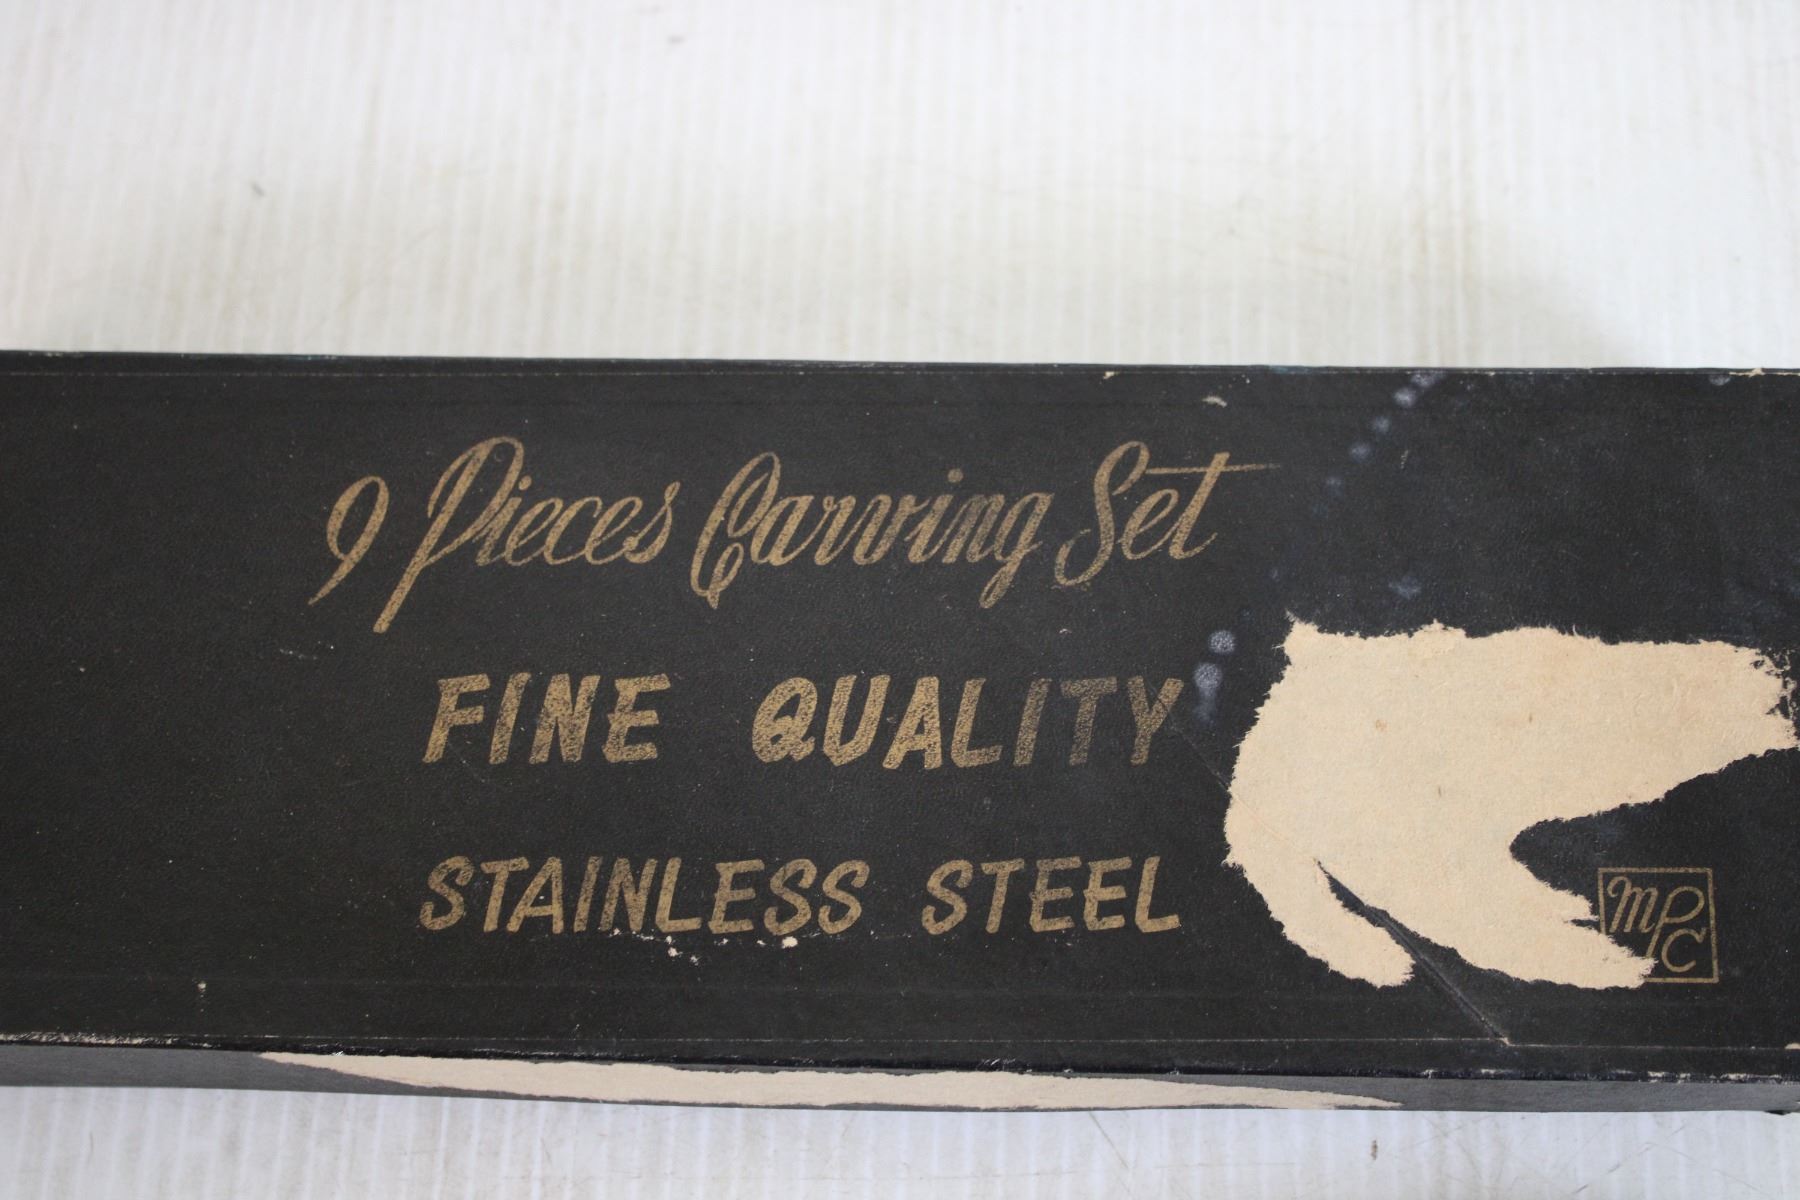 9 Pieces Carving Set
FINE QUALITY
STAINLESS STEEL
MPC